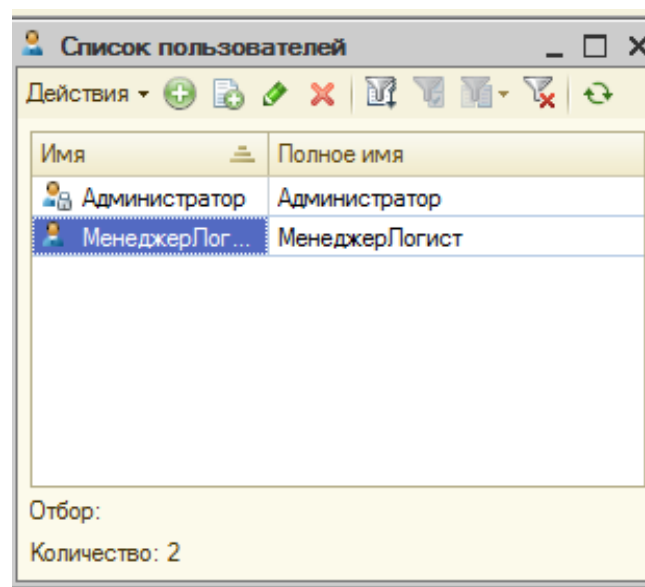 Список пользователей
Действия
Имя Полное имя
Администратор Администратор
МенеджерЛог... МенеджерЛогист
Отбор:
Количество: 2